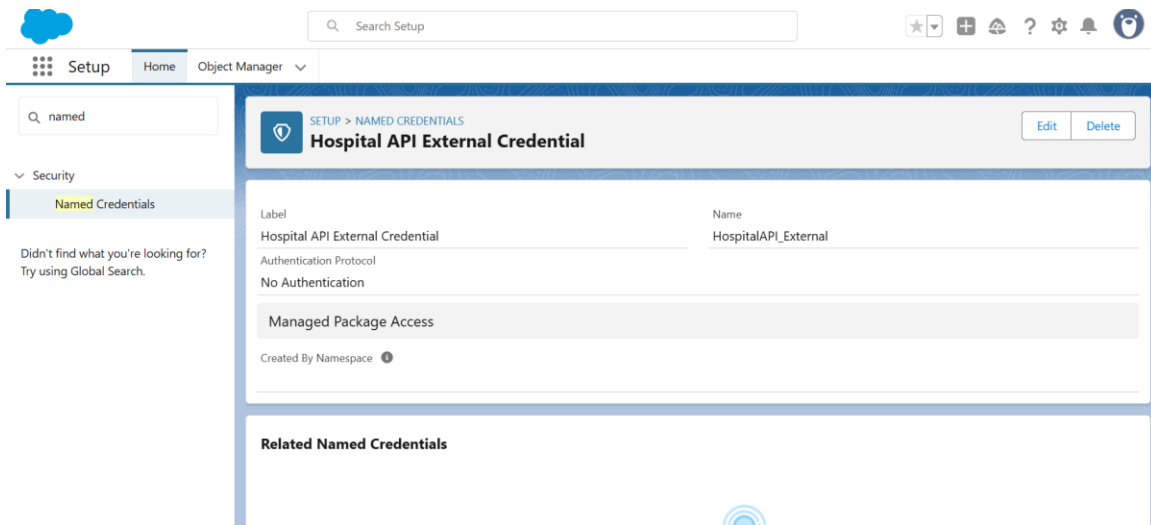 Search Setup
Setup
Home
Object Manager
named
Security
Named Credentials
Didn't find what you're looking for?
Try using Global Search.
SETUP > NAMED CREDENTIALS
Hospital API External Credential
Edit
Delete
Label
Hospital API External Credential
Name
HospitalAPI_External
Authentication Protocol
No Authentication
Managed Package Access
Created By Namespace
Related Named Credentials